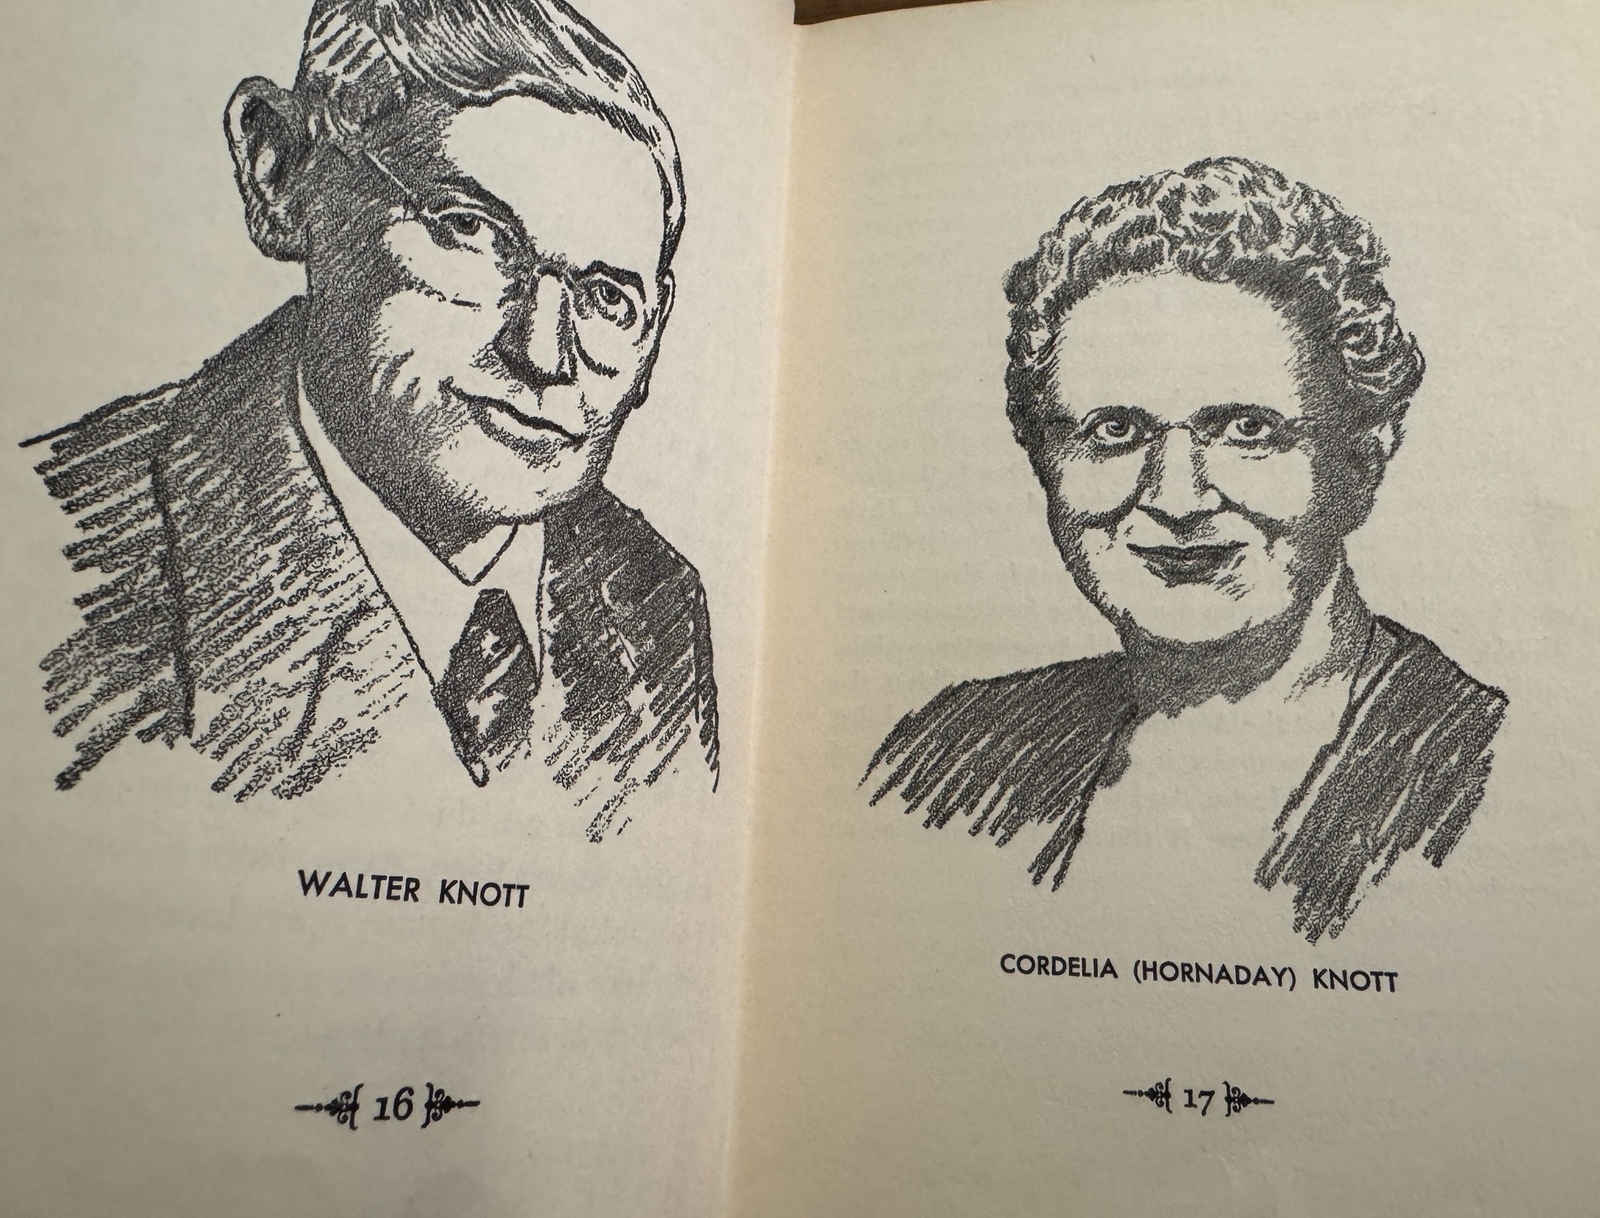 WALTER KNOTT
16
CORDELIA (HORNADAY) KNOTT
17